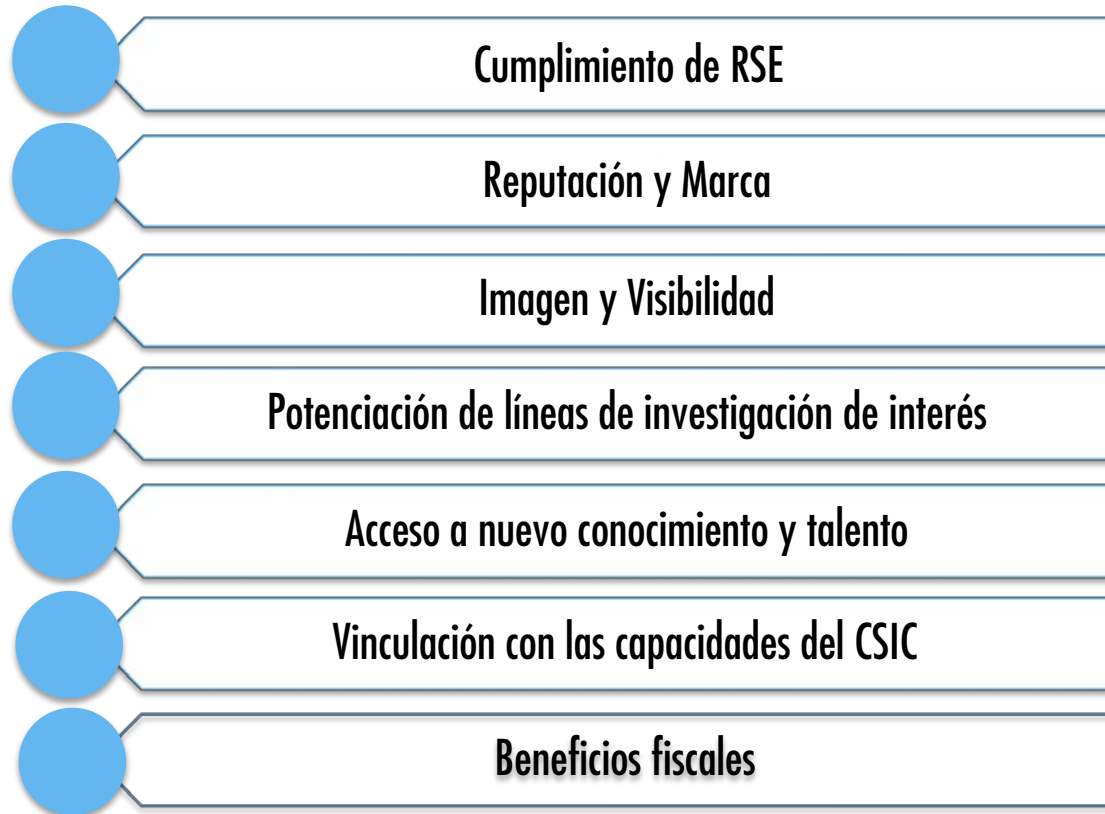 Cumplimiento de RSE
Reputación y Marca
Imagen y Visibilidad
Potenciación de líneas de investigación de interés
Acceso a nuevo conocimiento y talento
Vinculación con las capacidades del CSIC
Beneficios fiscales